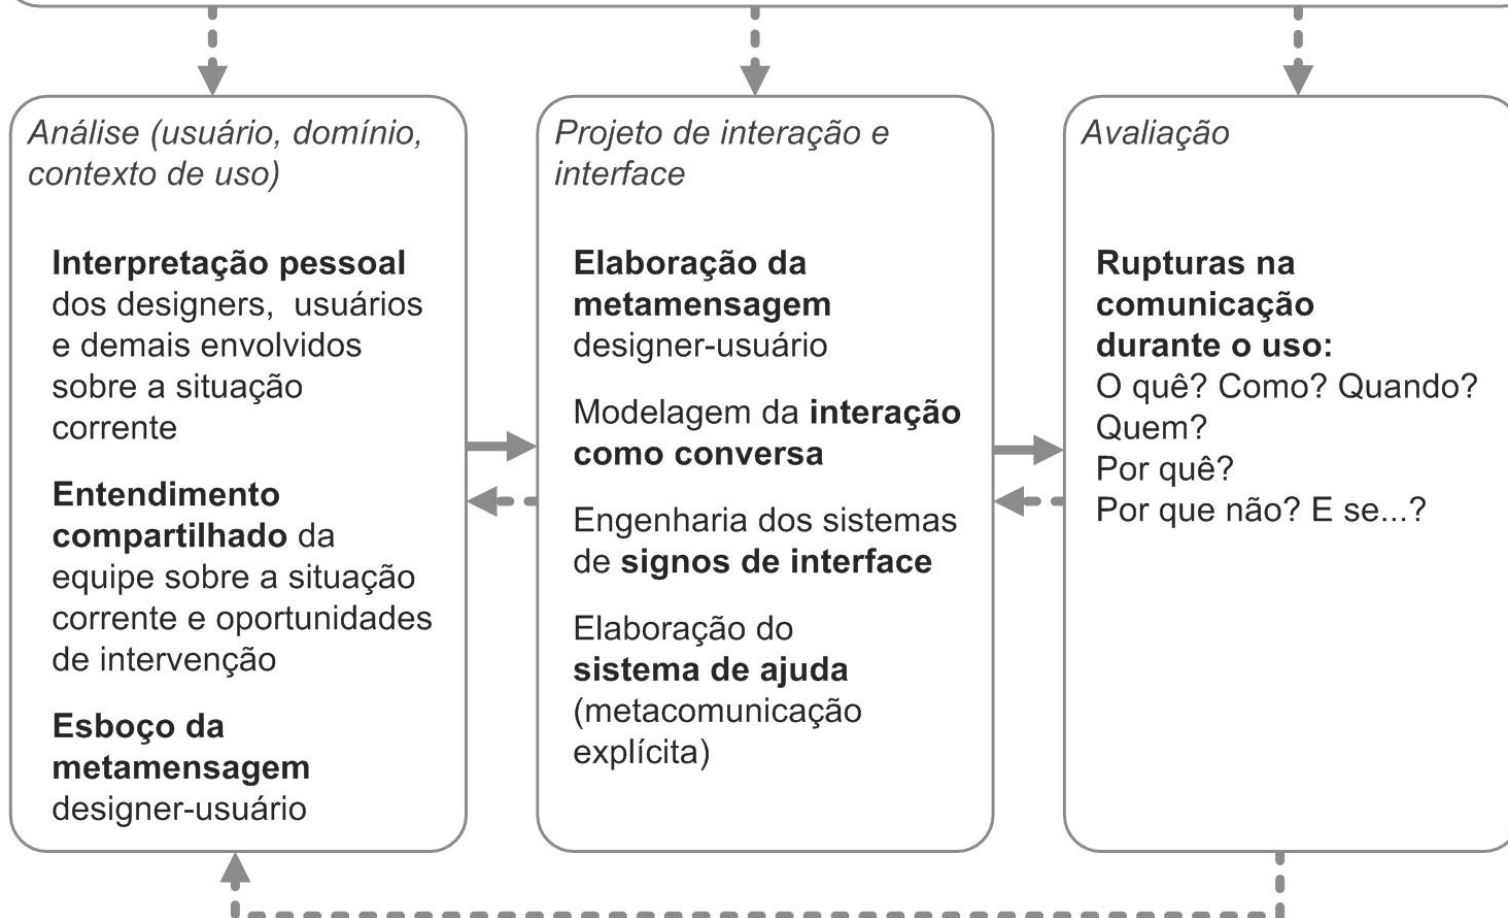 Análise (usuário, domínio,
contexto de uso)
Interpretação pessoal
dos designers, usuários
e demais envolvidos
sobre a situação
corrente
Entendimento
compartilhado da
equipe sobre a situação
corrente e oportunidades
de intervenção
Esboço da
metamensagem
designer-usuário
Projeto de interação e
interface
Elaboração da
metamensagem
designer-usuário
Modelagem da interação
como conversa
Engenharia dos sistemas
de signos de interface
Elaboração do
sistema de ajuda
(metacomunicação
explícita)
Avaliação
Rupturas na
comunicação
durante o uso:
O quê? Como? Quando?
Quem?
Por quê?
Por que não? E se...?